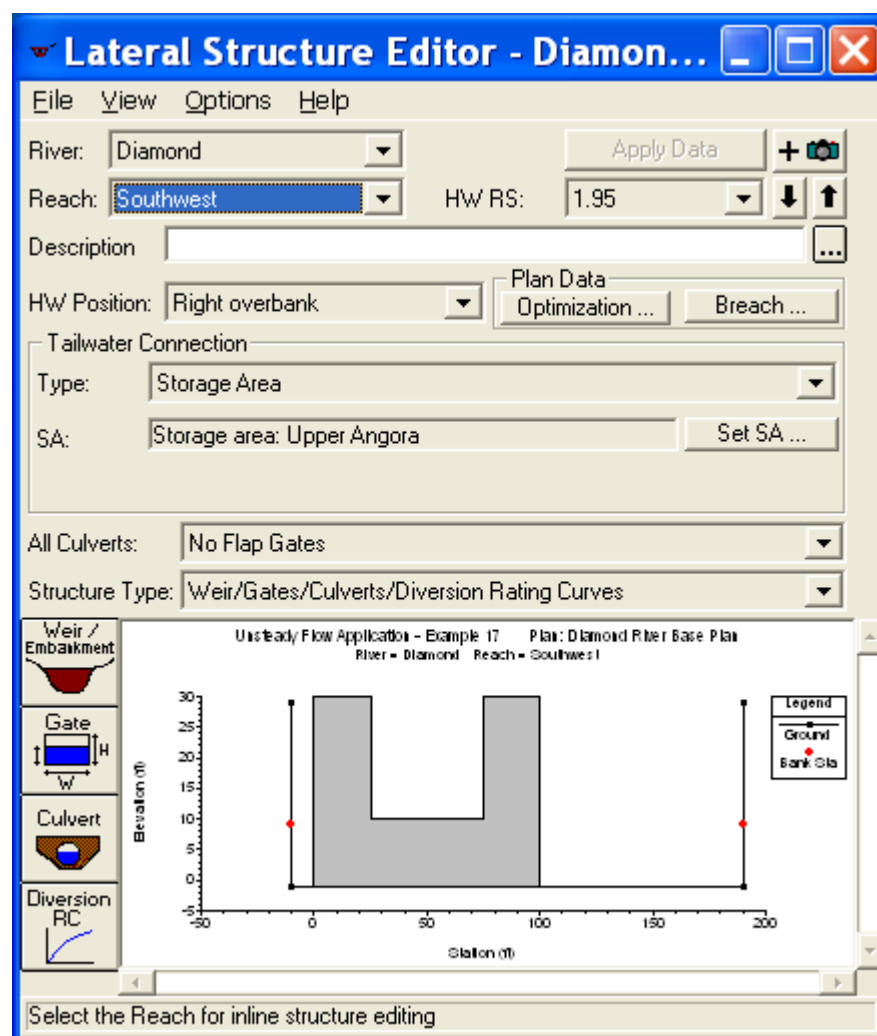 Lateral Structure Editor - Diamon...
File View Options Help
River: Diamond Apply Data +
Reach: Southwest HW RS: 1.95
Description ...
Plan Data
HW Position: Right overbank Optimization ... Breach ...
Tailwater Connection
Type: Storage Area
SA: Storage area: Upper Angora Set SA ...
All Culverts: No Flap Gates
Structure Type: Weir/Gates/Culverts/Diversion Rating Curves
Weir /
Embankment
Gate
H
W
Culvert
Diversion
RC
Unsteady Flow Application - Example 17 Plan: Diamond River Base Plan
River = Diamond Reach = Southwest
Elevation (ft)
30
25
20
15
10
5
0
-5
-50 0 50 100 150 200
Station (ft)
Legend
Ground
Bank Sta
Select the Reach for inline structure editing